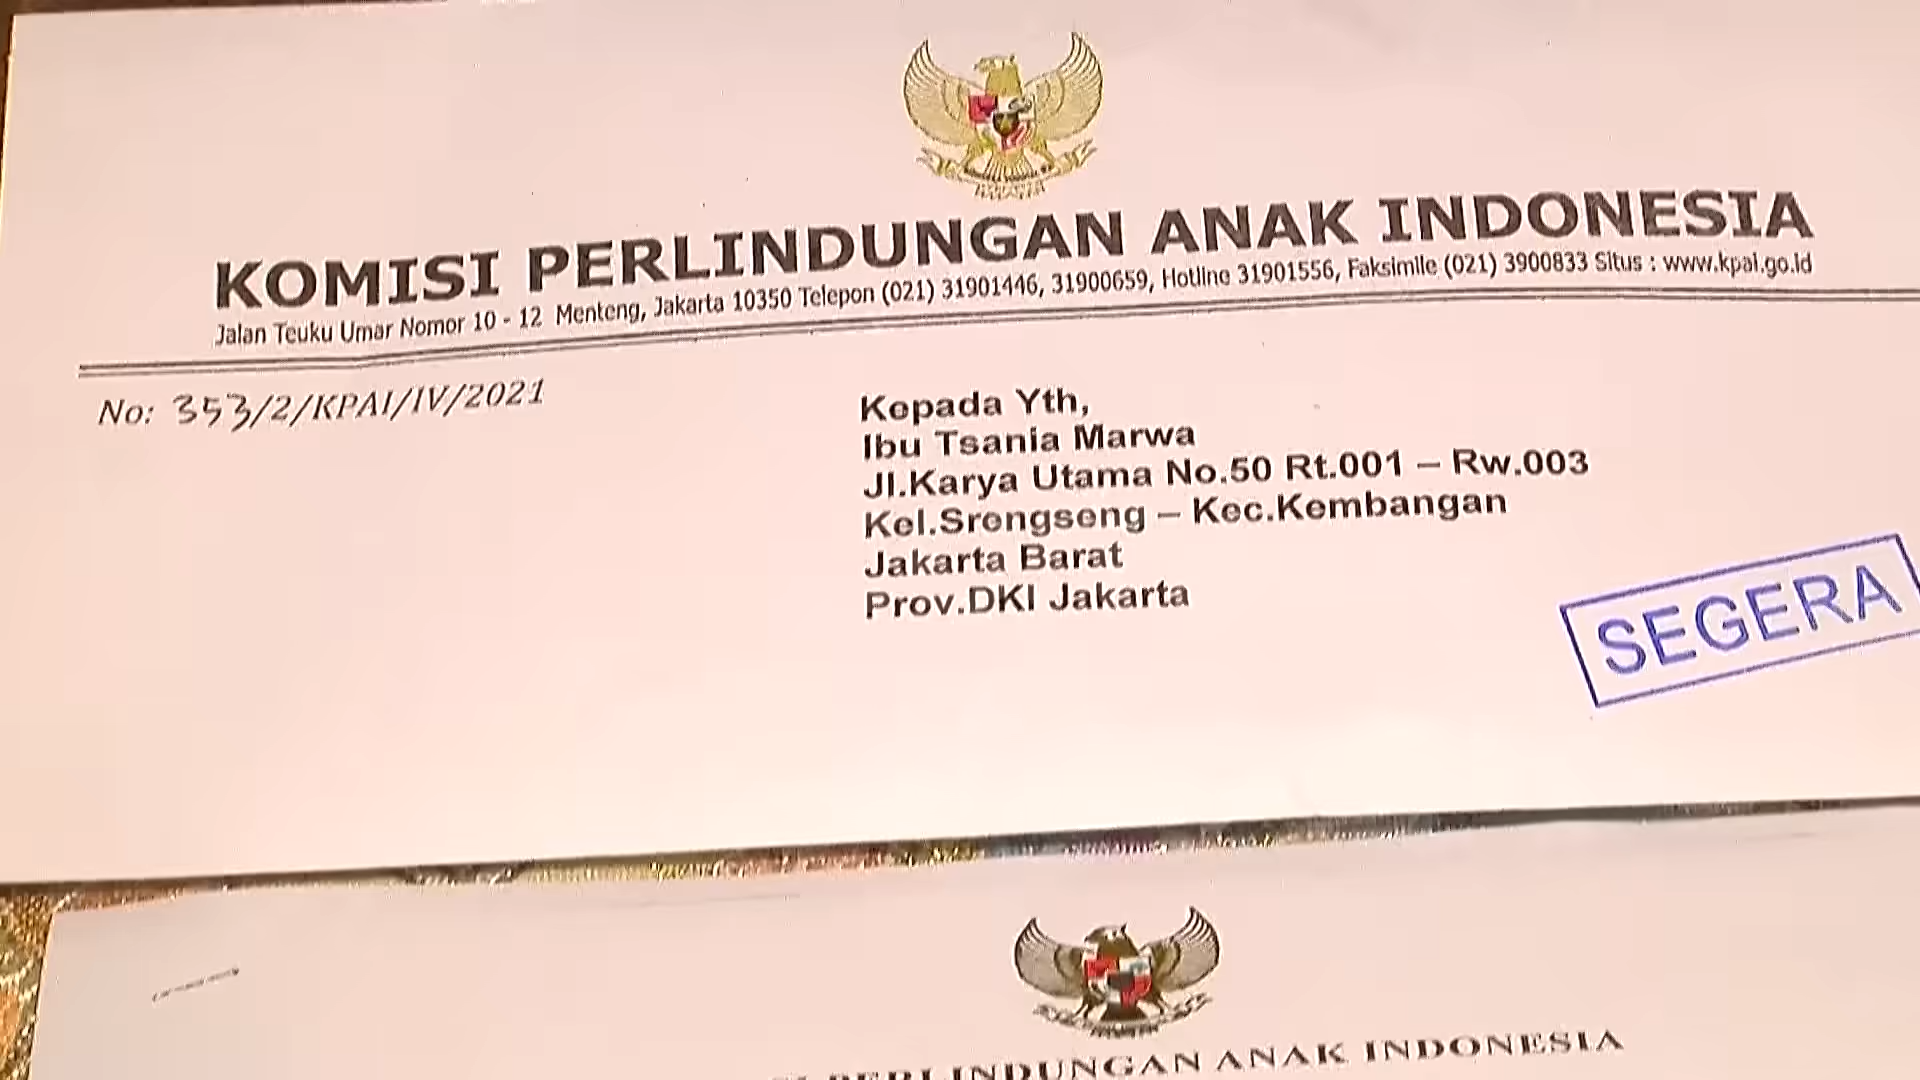 KOMISI PERLINDUNGAN ANAK INDONESIA
Jalan Teuku Umar Nomor 10 - 12 Menteng, Jakarta 10350 Telepon (021) 31901446, 31900659, Hotline 31901556, Faksimile (021) 3900833 Situs : www.kpai.go.id
No: 353/2/KPAI/IV/2021
Kepada Yth,
Ibu Tsania Marwa
Jl.Karya Utama No.50 Rt.001 – Rw.003
Kel.Srengseng – Kec.Kembangan
Jakarta Barat
Prov.DKI Jakarta
SEGERA
PERLINDUNGAN ANAK INDONESIA